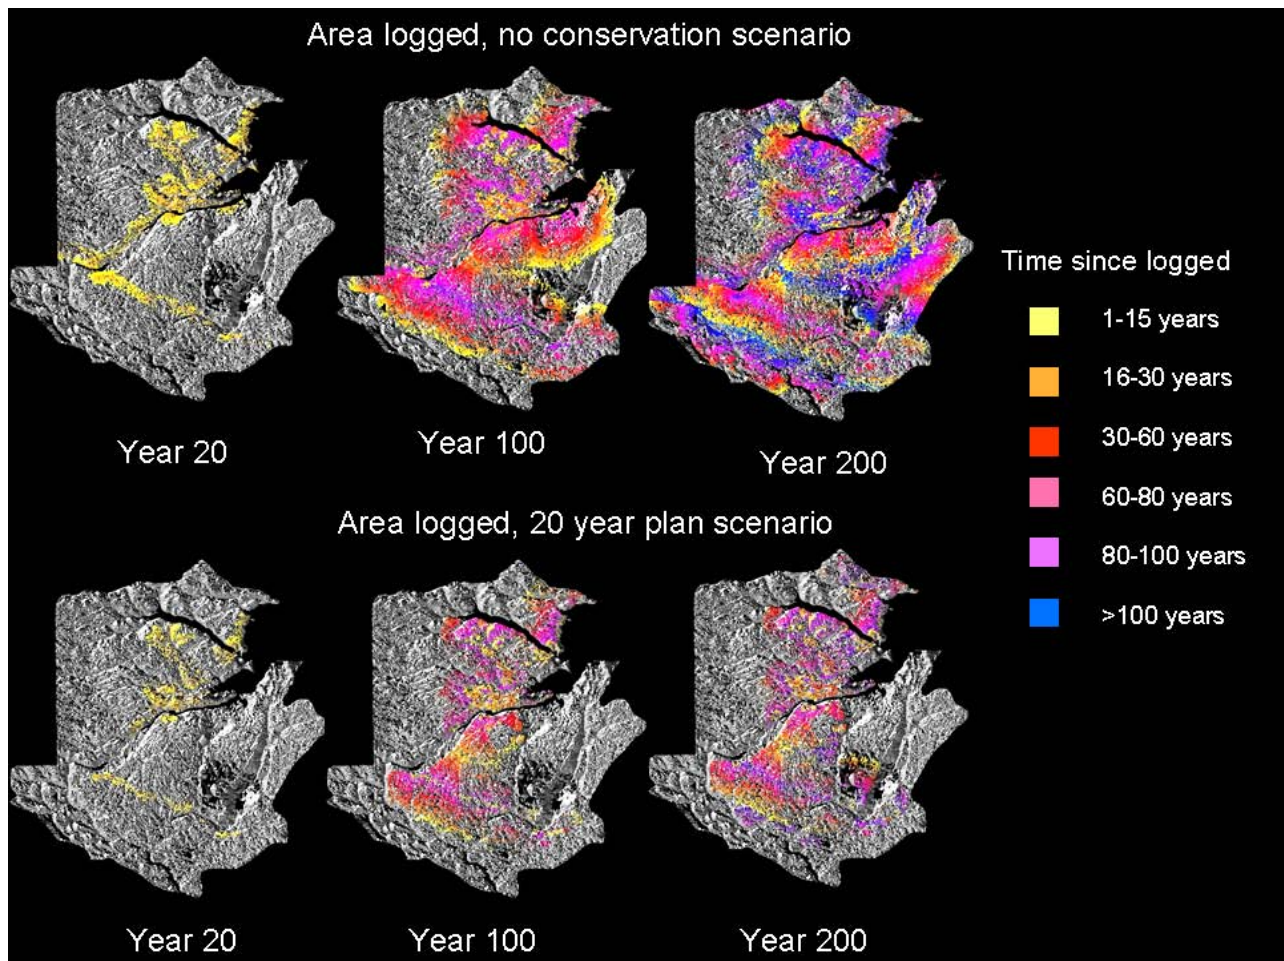 Area logged, no conservation scenario
Year 20
Year 100
Year 200
Time since logged
1-15 years
16-30 years
30-60 years
60-80 years
80-100 years
>100 years
Area logged, 20 year plan scenario
Year 20
Year 100
Year 200